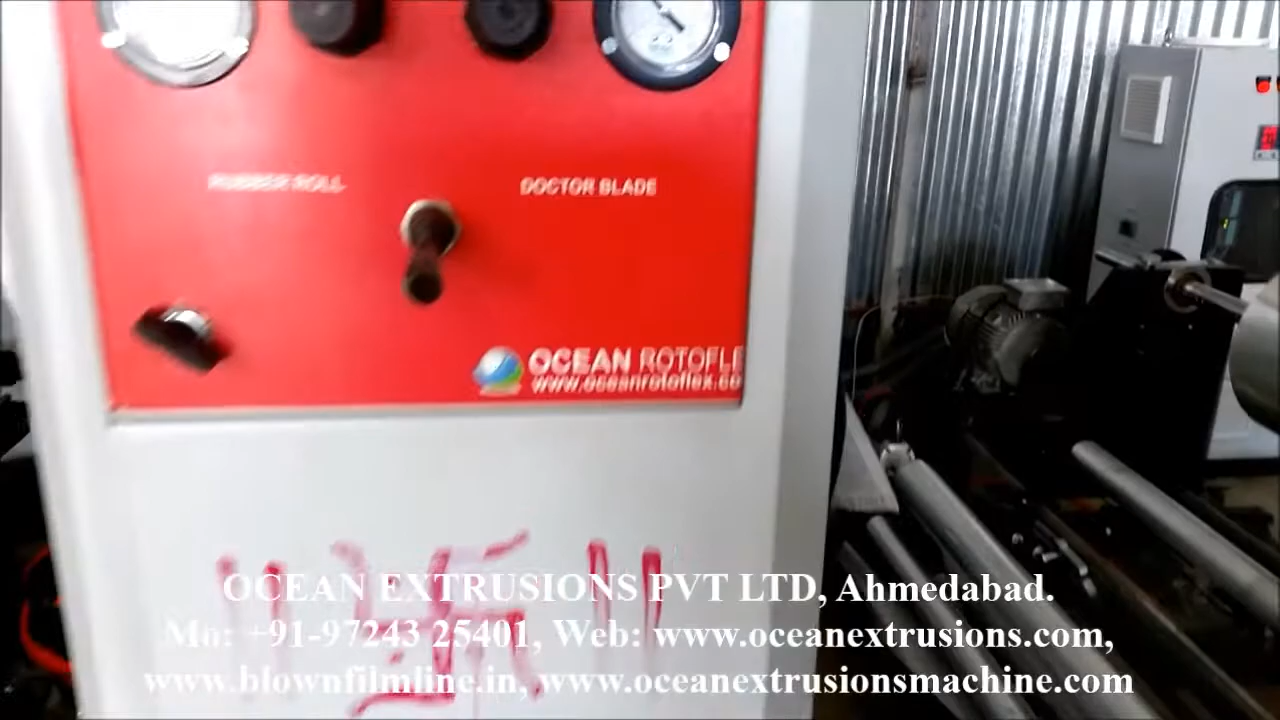 RUBBER ROLL
DOCTOR BLADE
OCEAN ROTOFLE
www.oceanrotoflex.co
OCEAN EXTRUSIONS PVT LTD, Ahmedabad.
Mo: +91-97243 25401, Web: www.oceanextrusions.com,
www.blownfilmline.in, www.oceanextrusionsmachine.com